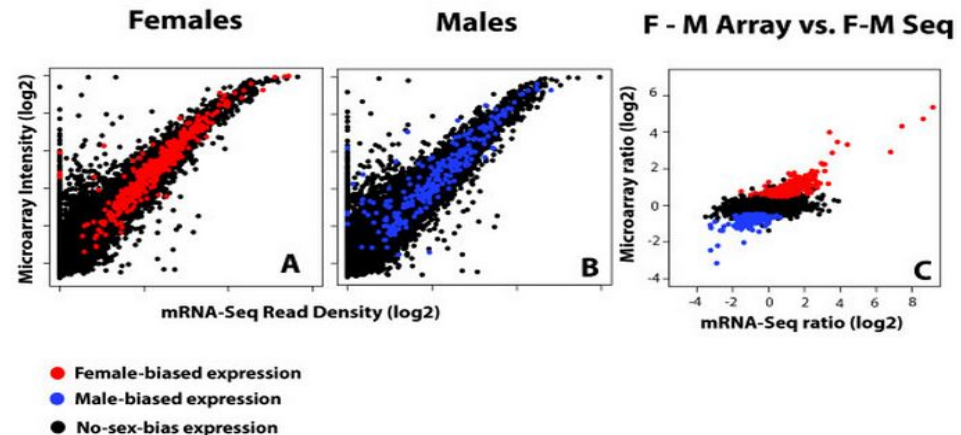 Females
Males
F - M Array vs. F-M Seq
Microarray Intensity (log2)
A
B
mRNA-Seq Read Density (log2)
Microarray ratio (log2)
6
4
2
0
-2
-4
C
-4 -2 0 2 4 6 8
mRNA-Seq ratio (log2)
Female-biased expression
Male-biased expression
No-sex-bias expression